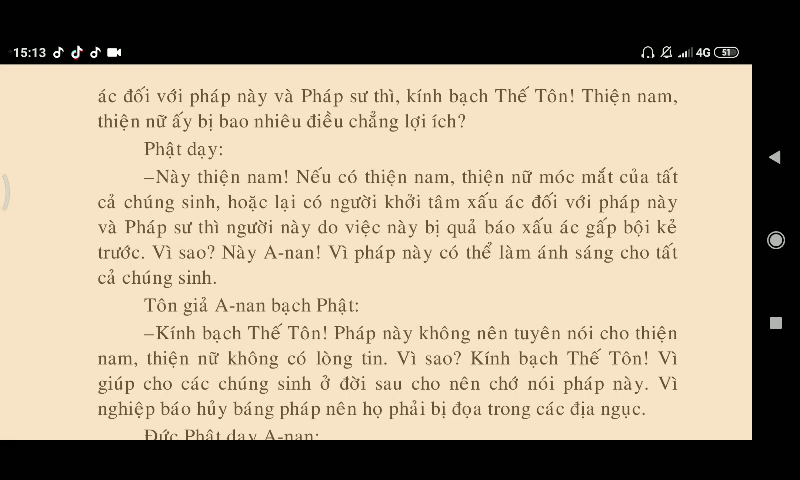 15:13
4G 51
ác đối với pháp này và Pháp sư thì, kính bạch Thế Tôn! Thiện nam,
thiện nữ ấy bị bao nhiêu điều chẳng lợi ích?
Phật dạy:
–Này thiện nam! Nếu có thiện nam, thiện nữ móc mắt của tất
cả chúng sinh, hoặc lại có người khởi tâm xấu ác đối với pháp này
và Pháp sư thì người này do việc này bị quả báo xấu ác gấp bội kẻ
trước. Vì sao? Này A-nan! Vì pháp này có thể làm ánh sáng cho tất
cả chúng sinh.
Tôn giả A-nan bạch Phật:
–Kính bạch Thế Tôn! Pháp này không nên tuyên nói cho thiện
nam, thiện nữ không có lòng tin. Vì sao? Kính bạch Thế Tôn! Vì
giúp cho các chúng sinh ở đời sau cho nên chớ nói pháp này. Vì
nghiệp báo hủy báng pháp nên họ phải bị đọa trong các địa ngục.
Đức Phật dạy A-nan: